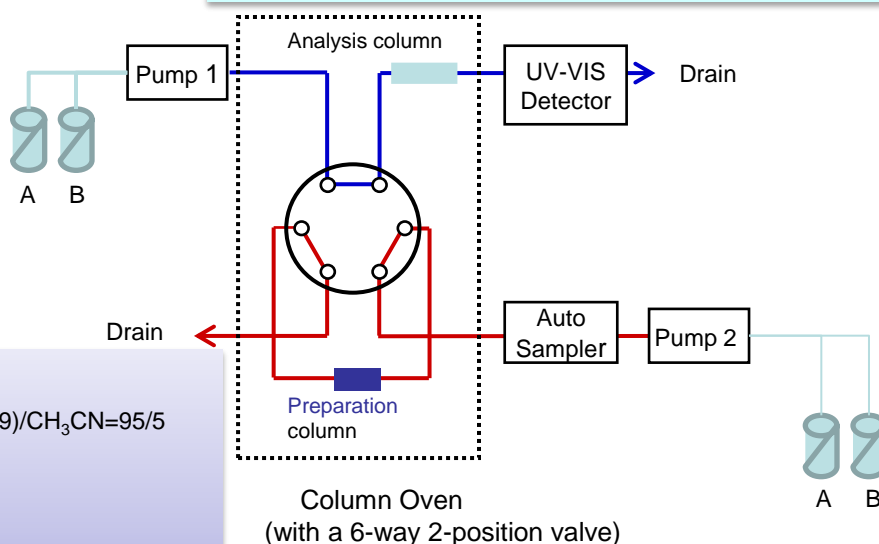 Analysis column
Pump 1
UV-VIS
Detector
Drain
A B
Drain
Auto
Sampler
Pump 2
9)/CH₃CN=95/5
Preparation
column
A B
Column Oven
(with a 6-way 2-position valve)